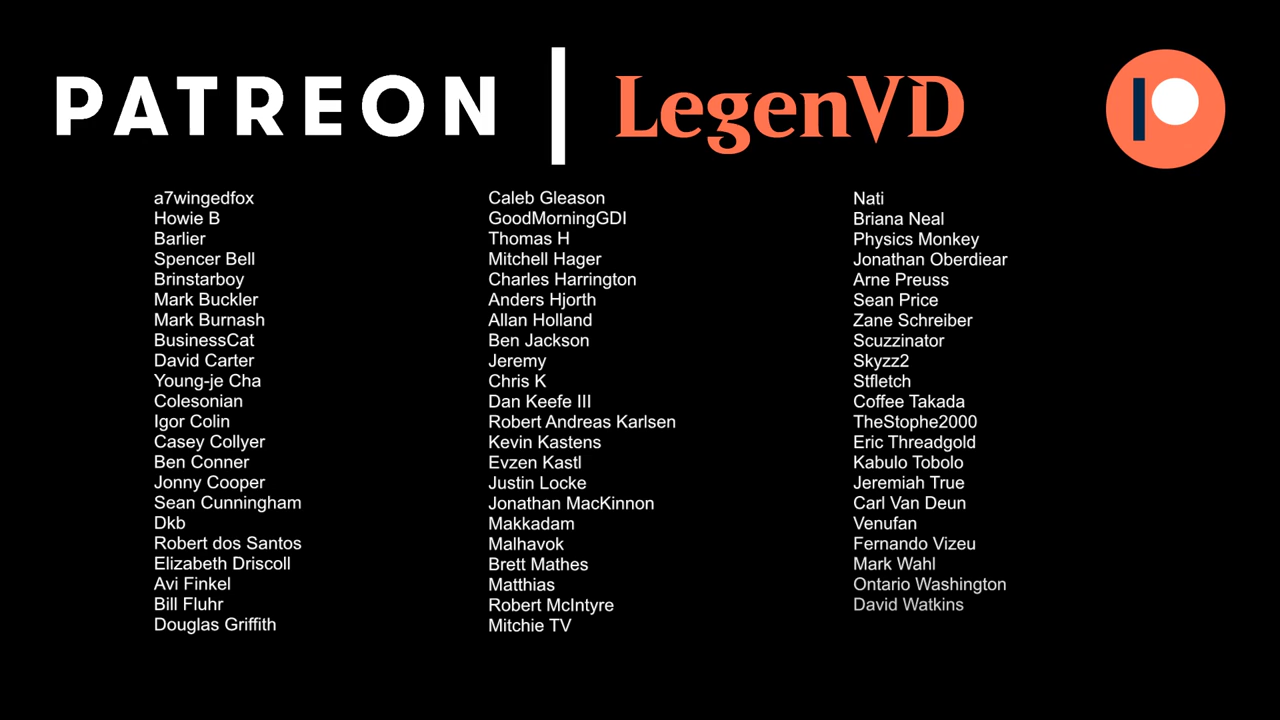 PATREON | LegenVD
a7wingedfox
Howie B
Barlier
Spencer Bell
Brinstarboy
Mark Buckler
Mark Burnash
BusinessCat
David Carter
Young-je Cha
Colesonian
Igor Colin
Casey Collyer
Ben Conner
Jonny Cooper
Sean Cunningham
Dkb
Robert dos Santos
Elizabeth Driscoll
Avi Finkel
Bill Fluhr
Douglas Griffith
Caleb Gleason
GoodMorningGDI
Thomas H
Mitchell Hager
Charles Harrington
Anders Hjorth
Allan Holland
Ben Jackson
Jeremy
Chris K
Dan Keefe III
Robert Andreas Karlsen
Kevin Kastens
Evzen Kastl
Justin Locke
Jonathan MacKinnon
Makkadam
Malhavok
Brett Mathes
Matthias
Robert McIntyre
Mitchie TV
Nati
Briana Neal
Physics Monkey
Jonathan Oberdiear
Arne Preuss
Sean Price
Zane Schreiber
Scuzzinator
Skyzz2
Stfletch
Coffee Takada
TheStophe2000
Eric Threadgold
Kabulo Tobolo
Jeremiah True
Carl Van Deun
Venufan
Fernando Vizeu
Mark Wahl
Ontario Washington
David Watkins